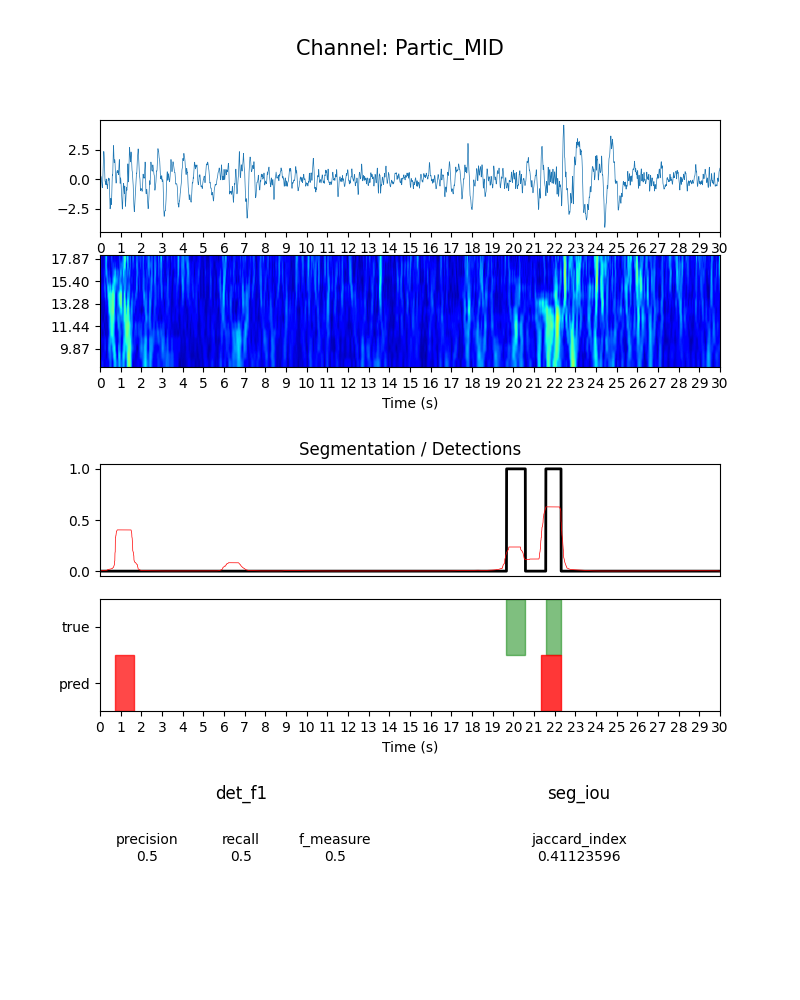 Channel: Partic_MID
2.5
0.0
−2.5
0 1 2 3 4 5 6 7 8 9 10 11 12 13 14 15 16 17 18 19 20 21 22 23 24 25 26 27 28 29 30
17.87
15.40
13.28
11.44
9.87
0 1 2 3 4 5 6 7 8 9 10 11 12 13 14 15 16 17 18 19 20 21 22 23 24 25 26 27 28 29 30
Time (s)
Segmentation / Detections
1.0
0.5
0.0
true
pred
0 1 2 3 4 5 6 7 8 9 10 11 12 13 14 15 16 17 18 19 20 21 22 23 24 25 26 27 28 29 30
Time (s)
det_f1 seg_iou
precision recall f_measure jaccard_index
0.5 0.5 0.5 0.41123596